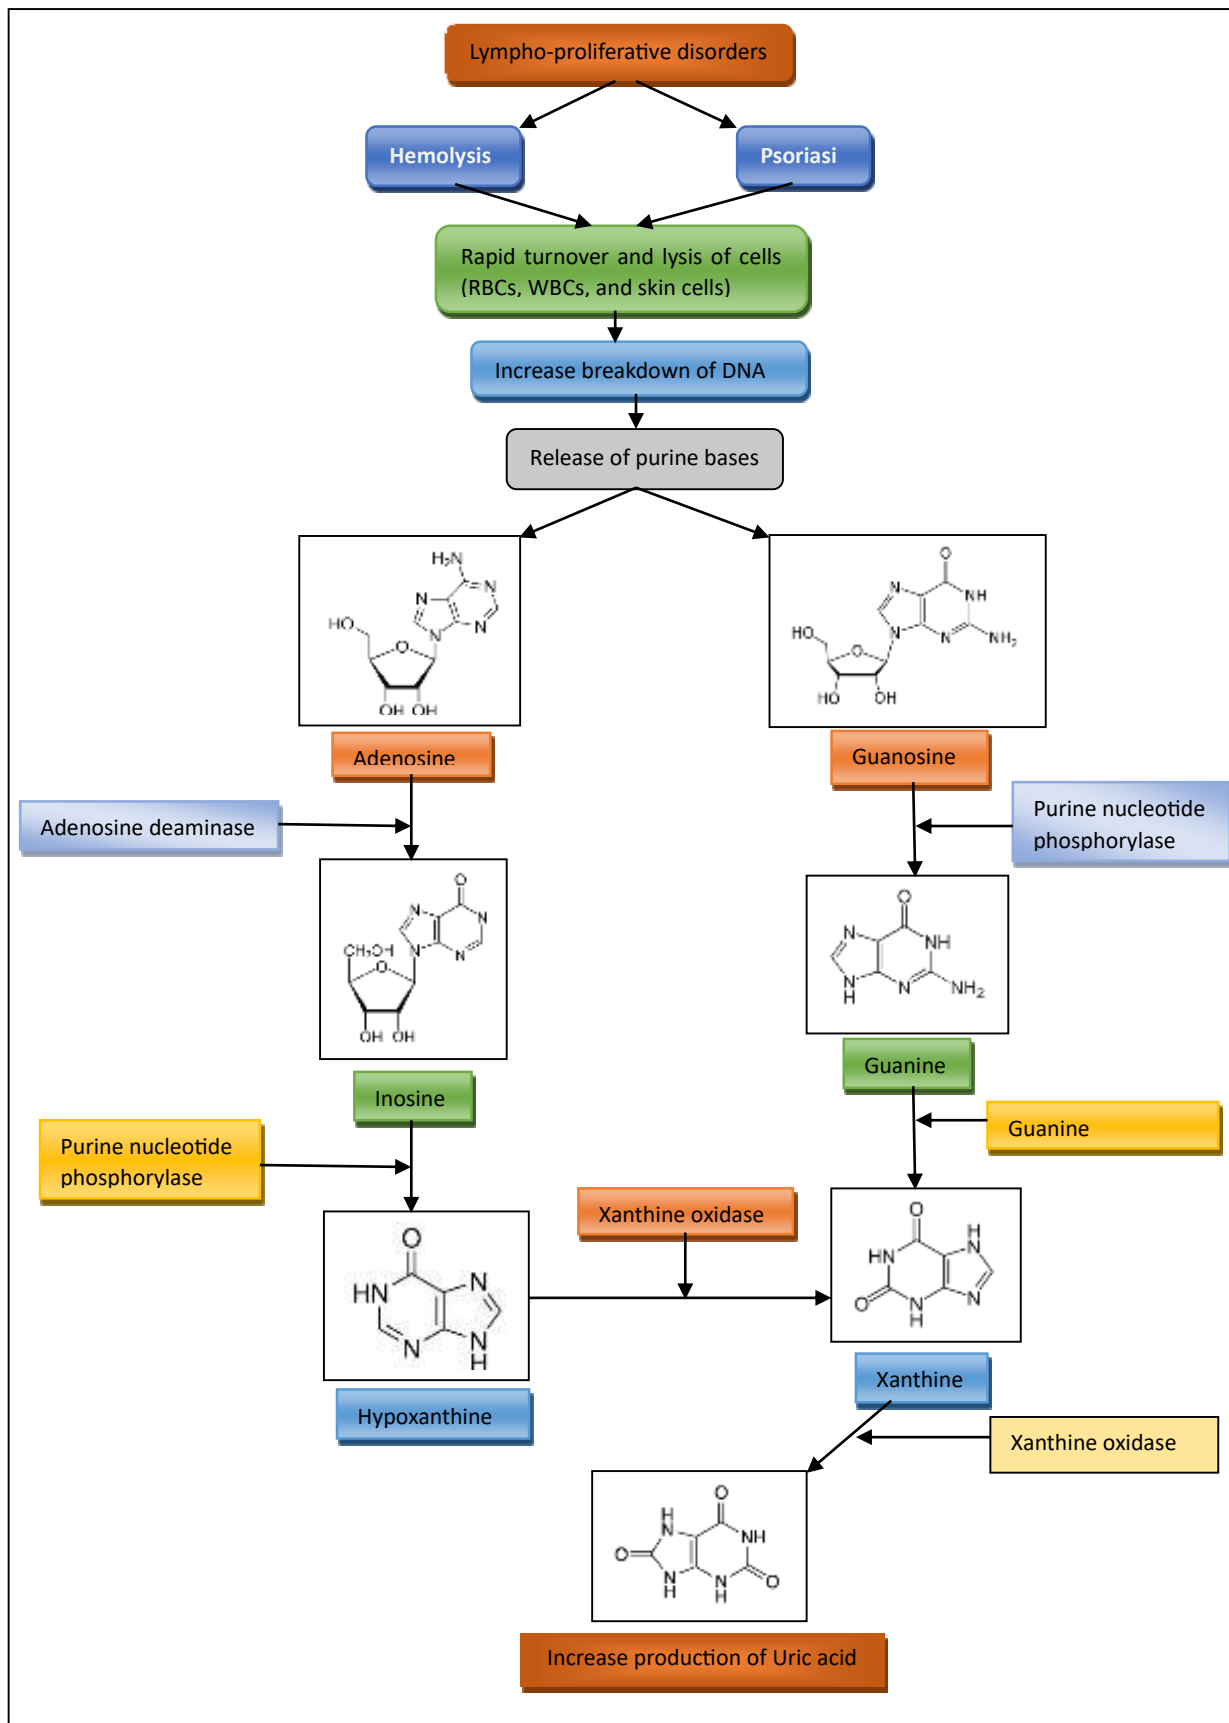 Lympho-proliferative disorders
Hemolysis
Psoriasi
Rapid turnover and lysis of cells
(RBCs, WBCs, and skin cells)
Increase breakdown of DNA
Release of purine bases
H₂N
N
N
N
N
HO
O
OH OH
O
N
NH
N
N
NH₂
HO
O
HO
OH
Adenosine
Guanosine
Adenosine deaminase
Purine nucleotide
phosphorylase
O
N
N
N
N
CH₂OH
O
OH OH
O
N
NH
N
H
N
NH₂
Inosine
Guanine
Purine nucleotide
phosphorylase
Guanine
Xanthine oxidase
O
HN
N
N
N
H
O
H
N
HN
O
N
H
N
Hypoxanthine
Xanthine
Xanthine oxidase
O
H
N
NH
O
N
H
N
H
O
Increase production of Uric acid